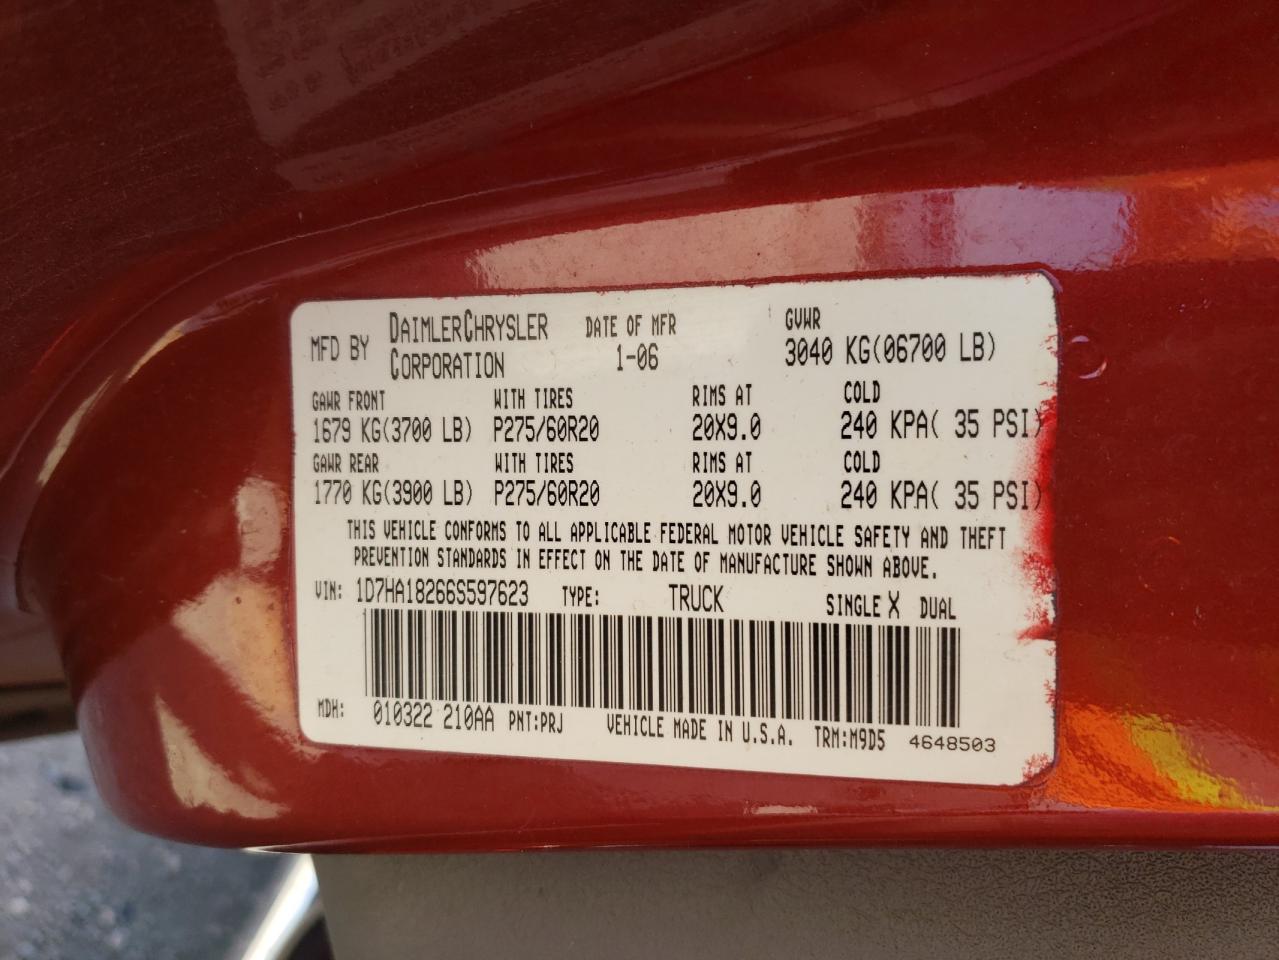 MFD BY DAIMLERCHRYSLER CORPORATION DATE OF MFR 1-06 GVWR 3040 KG(06700 LB)
GAWR FRONT WITH TIRES RIMS AT COLD
1679 KG(3700 LB) P275/60R20 20X9.0 240 KPA( 35 PSI)
GAWR REAR WITH TIRES RIMS AT COLD
1770 KG(3900 LB) P275/60R20 20X9.0 240 KPA( 35 PSI)
THIS VEHICLE CONFORMS TO ALL APPLICABLE FEDERAL MOTOR VEHICLE SAFETY AND THEFT
PREVENTION STANDARDS IN EFFECT ON THE DATE OF MANUFACTURE SHOWN ABOVE.
VIN: 1D7HA18266S597623 TYPE: TRUCK SINGLE X DUAL
MDH: 010322 210AA PNT:PRJ VEHICLE MADE IN U.S.A. TRM:M9D5 4648503